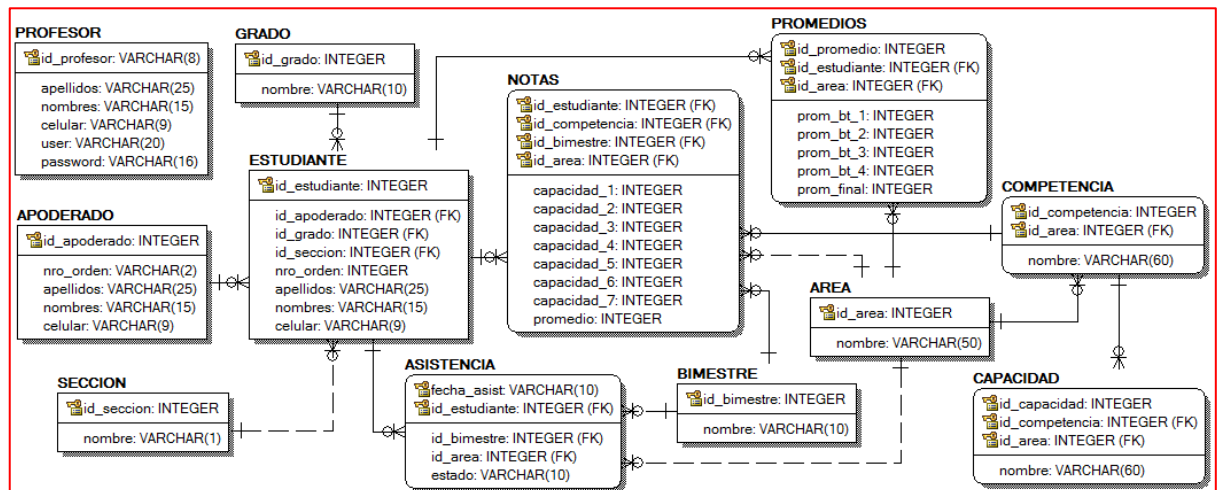 PROFESOR
id_profesor: VARCHAR(8)
apellidos: VARCHAR(25)
nombres: VARCHAR(15)
celular: VARCHAR(9)
user: VARCHAR(20)
password: VARCHAR(16)
GRADO
id_grado: INTEGER
nombre: VARCHAR(10)
PROMEDIOS
id_promedio: INTEGER
id_estudiante: INTEGER (FK)
id_area: INTEGER (FK)
prom_bt_1: INTEGER
prom_bt_2: INTEGER
prom_bt_3: INTEGER
prom_bt_4: INTEGER
prom_final: INTEGER
NOTAS
id_estudiante: INTEGER (FK)
id_competencia: INTEGER (FK)
id_bimestre: INTEGER (FK)
id_area: INTEGER (FK)
capacidad_1: INTEGER
capacidad_2: INTEGER
capacidad_3: INTEGER
capacidad_4: INTEGER
capacidad_5: INTEGER
capacidad_6: INTEGER
capacidad_7: INTEGER
promedio: INTEGER
ESTUDIANTE
id_estudiante: INTEGER
id_apoderado: INTEGER (FK)
id_grado: INTEGER (FK)
id_seccion: INTEGER (FK)
nro_orden: INTEGER
apellidos: VARCHAR(25)
nombres: VARCHAR(15)
celular: VARCHAR(9)
COMPETENCIA
id_competencia: INTEGER
id_area: INTEGER (FK)
nombre: VARCHAR(60)
APODERADO
id_apoderado: INTEGER
nro_orden: VARCHAR(2)
apellidos: VARCHAR(25)
nombres: VARCHAR(15)
celular: VARCHAR(9)
AREA
id_area: INTEGER
nombre: VARCHAR(50)
SECCION
id_seccion: INTEGER
nombre: VARCHAR(1)
ASISTENCIA
fecha_asist: VARCHAR(10)
id_estudiante: INTEGER (FK)
id_bimestre: INTEGER (FK)
id_area: INTEGER (FK)
estado: VARCHAR(10)
BIMESTRE
id_bimestre: INTEGER
nombre: VARCHAR(10)
CAPACIDAD
id_capacidad: INTEGER
id_competencia: INTEGER (FK)
id_area: INTEGER (FK)
nombre: VARCHAR(60)